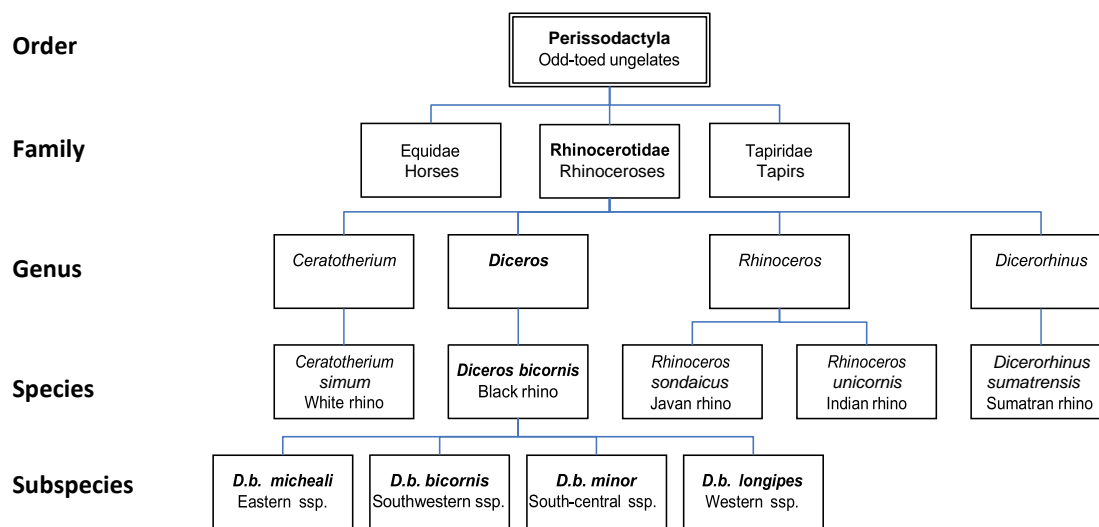 Order
Perissodactyla
Odd-toed ungelates
Family
Equidae
Horses
Rhinocerotidae
Rhinoceroses
Tapiridae
Tapirs
Genus
Ceratotherium
Diceros
Rhinoceros
Dicerorhinus
Species
Ceratotherium
simum
White rhino
Diceros bicornis
Black rhino
Rhinoceros
sondaicus
Javan rhino
Rhinoceros
unicornis
Indian rhino
Dicerorhinus
sumatrensis
Sumatran rhino
Subspecies
D.b. micheali
Eastern ssp.
D.b. bicornis
Southwestern ssp.
D.b. minor
South-central ssp.
D.b. longipes
Western ssp.